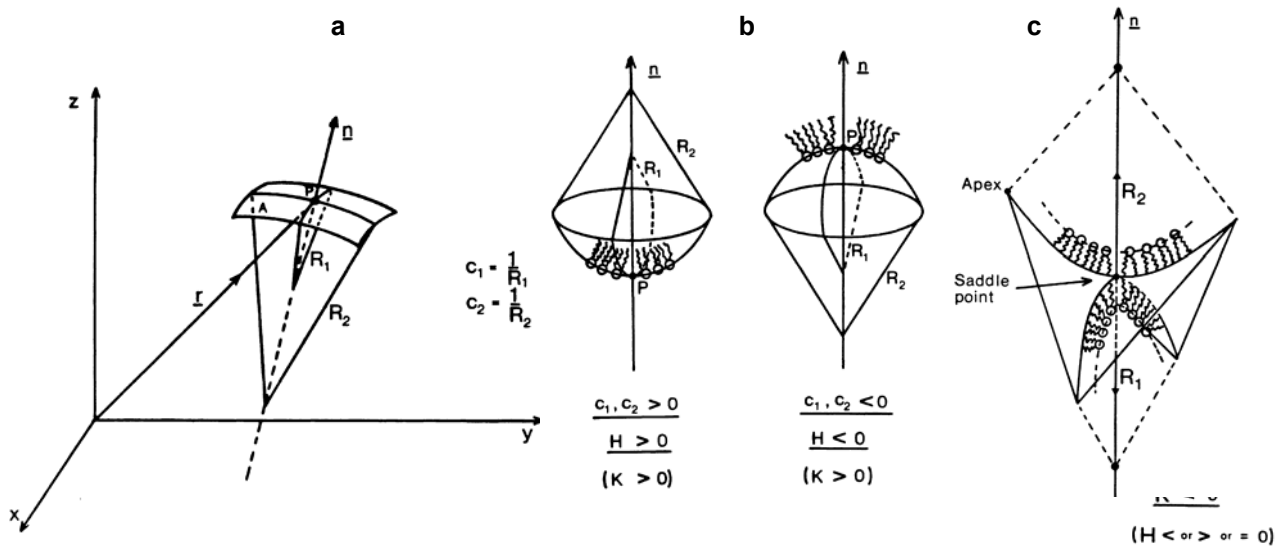 a
b
c
z
n
P
A
R₁
R₂
r
y
x
c₁ = 1/R₁
c₂ = 1/R₂
n
R₂
R₁
P
c₁, c₂ > 0
H > 0
(K > 0)
n
P
R₁
R₂
c₁, c₂ < 0
H < 0
(K > 0)
n
Apex
R₂
Saddle
point
R₁
(H < or > or = 0)